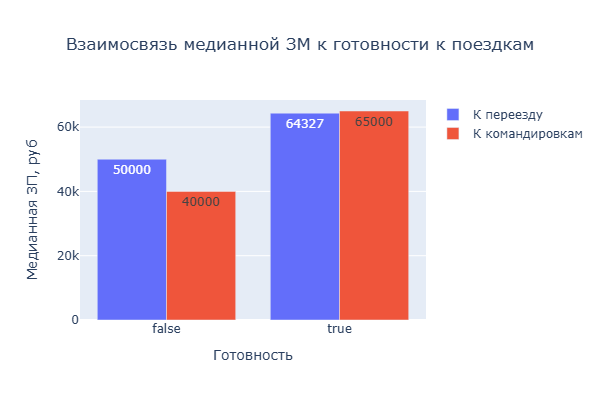 Взаимосвязь медианной ЗМ к готовности к поездкам
К переезду
К командировкам
Медианная ЗП, руб
60k
40k
20k
0
50000
40000
64327
65000
false
true
Готовность